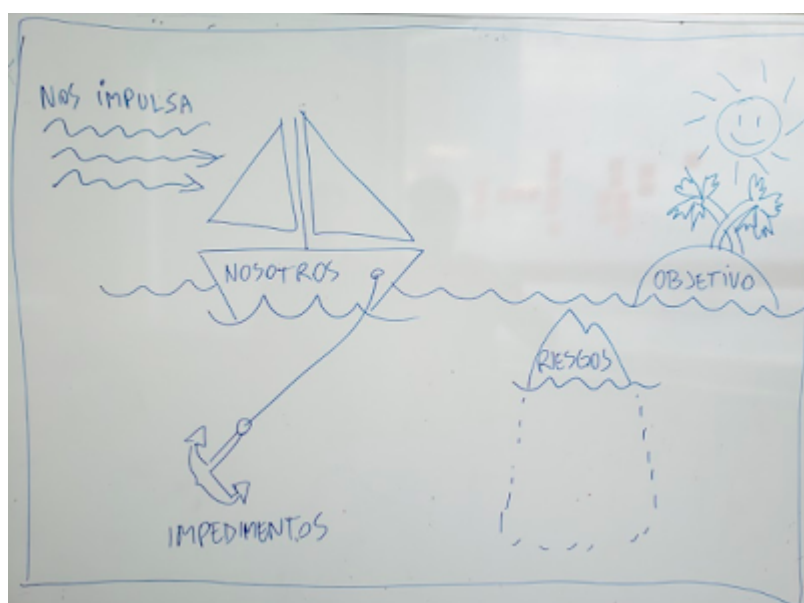 NOS IMPULSA
NOSOTROS
OBJETIVO
RIESGOS
IMPEDIMENTOS